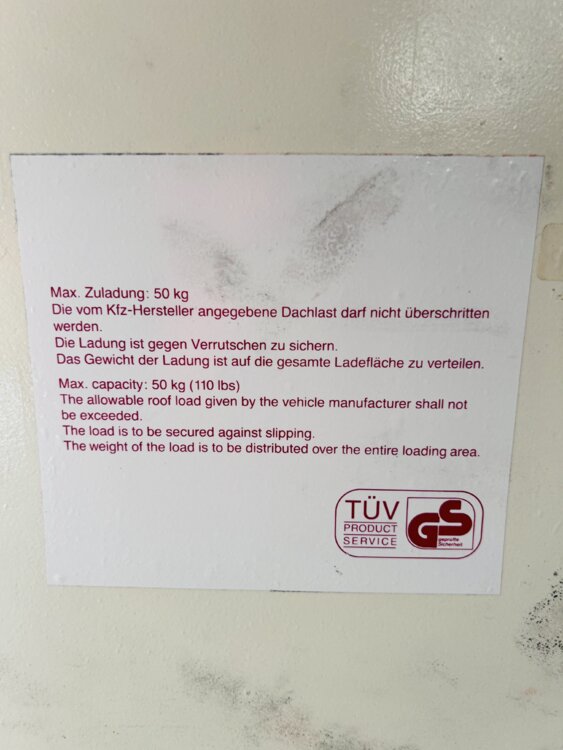 Max. Zuladung: 50 kg
Die vom Kfz-Hersteller angegebene Dachlast darf nicht überschritten
werden.
Die Ladung ist gegen Verrutschen zu sichern.
Das Gewicht der Ladung ist auf die gesamte Ladefläche zu verteilen.
Max. capacity: 50 kg (110 lbs)
The allowable roof load given by the vehicle manufacturer shall not
be exceeded.
The load is to be secured against slipping.
The weight of the load is to be distributed over the entire loading area.
TÜV
PRODUCT
SERVICE
GS
geprüfte
Sicherheit